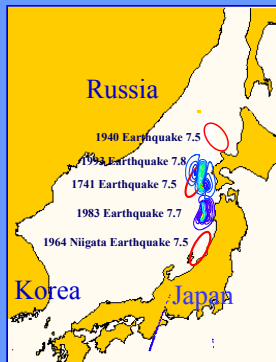 Russia
1940 Earthquake 7.5
1993 Earthquake 7.8
1741 Earthquake 7.5
1983 Earthquake 7.7
1964 Niigata Earthquake 7.5
Korea
Japan